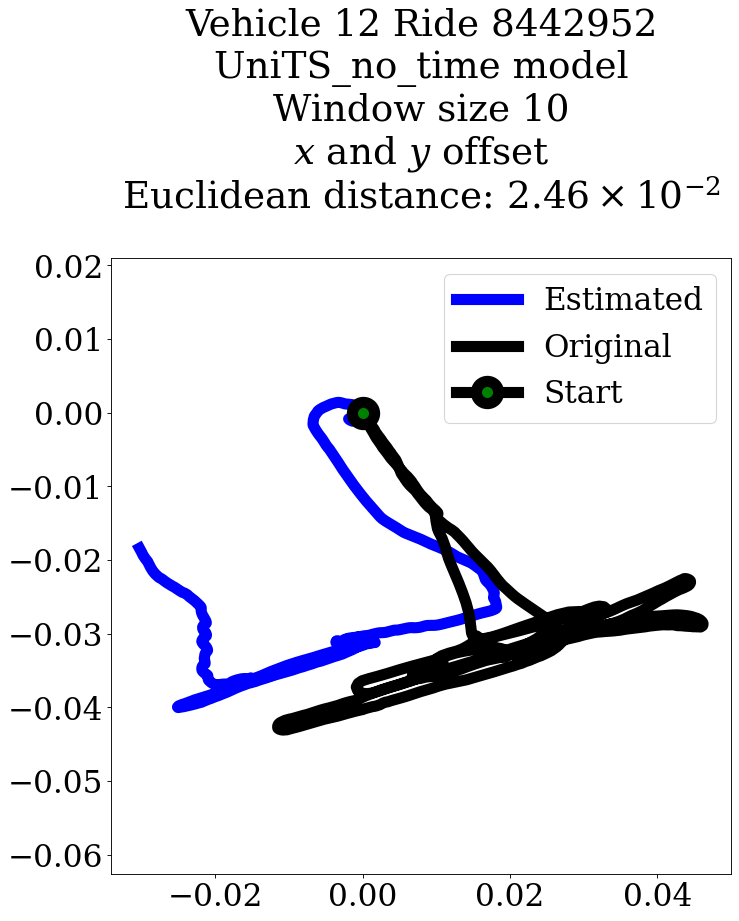 Vehicle 12 Ride 8442952
UniTS_no_time model
Window size 10
x and y offset
Euclidean distance: 2.46 × 10⁻²
Estimated
Original
Start
0.02
0.01
0.00
−0.01
−0.02
−0.03
−0.04
−0.05
−0.06
−0.02 0.00 0.02 0.04